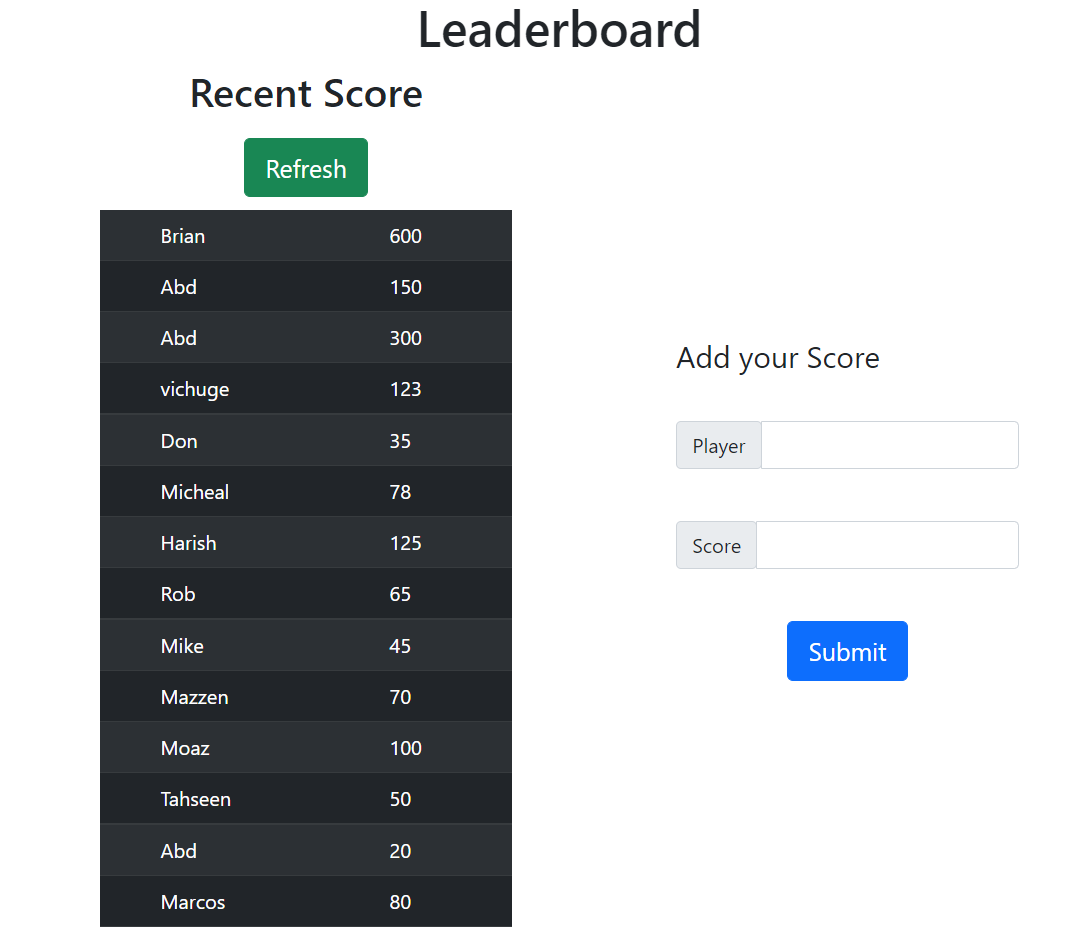 Leaderboard
Recent Score
Refresh
Brian 600
Abd 150
Abd 300
vichuge 123
Don 35
Micheal 78
Harish 125
Rob 65
Mike 45
Mazzen 70
Moaz 100
Tahseen 50
Abd 20
Marcos 80
Add your Score
Player
Score
Submit